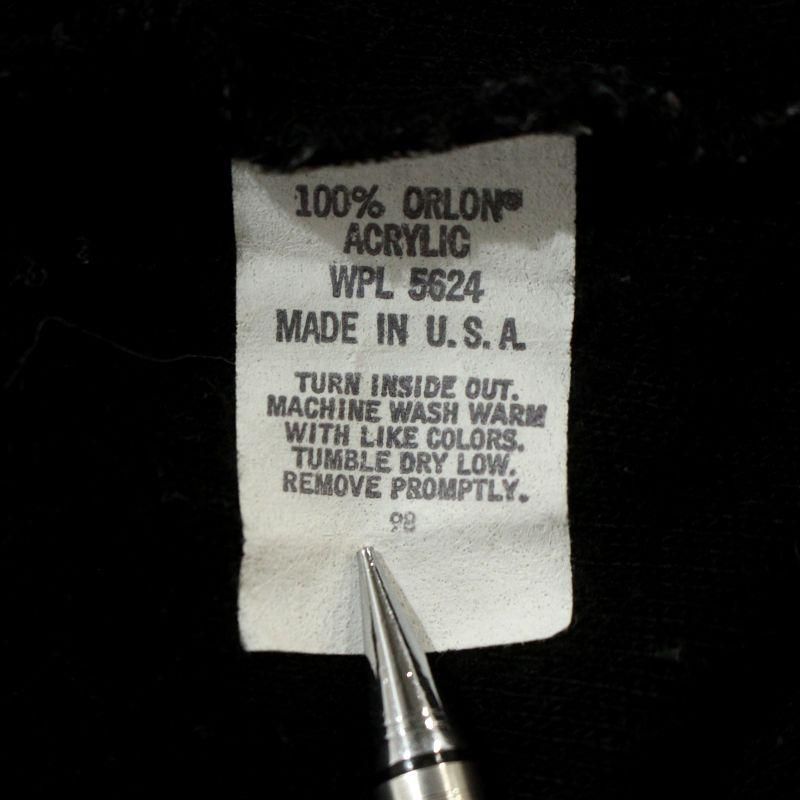 100% ORLON®
ACRYLIC
WPL 5624
MADE IN U.S.A.
TURN INSIDE OUT.
MACHINE WASH WARM
WITH LIKE COLORS.
TUMBLE DRY LOW.
REMOVE PROMPTLY.
98